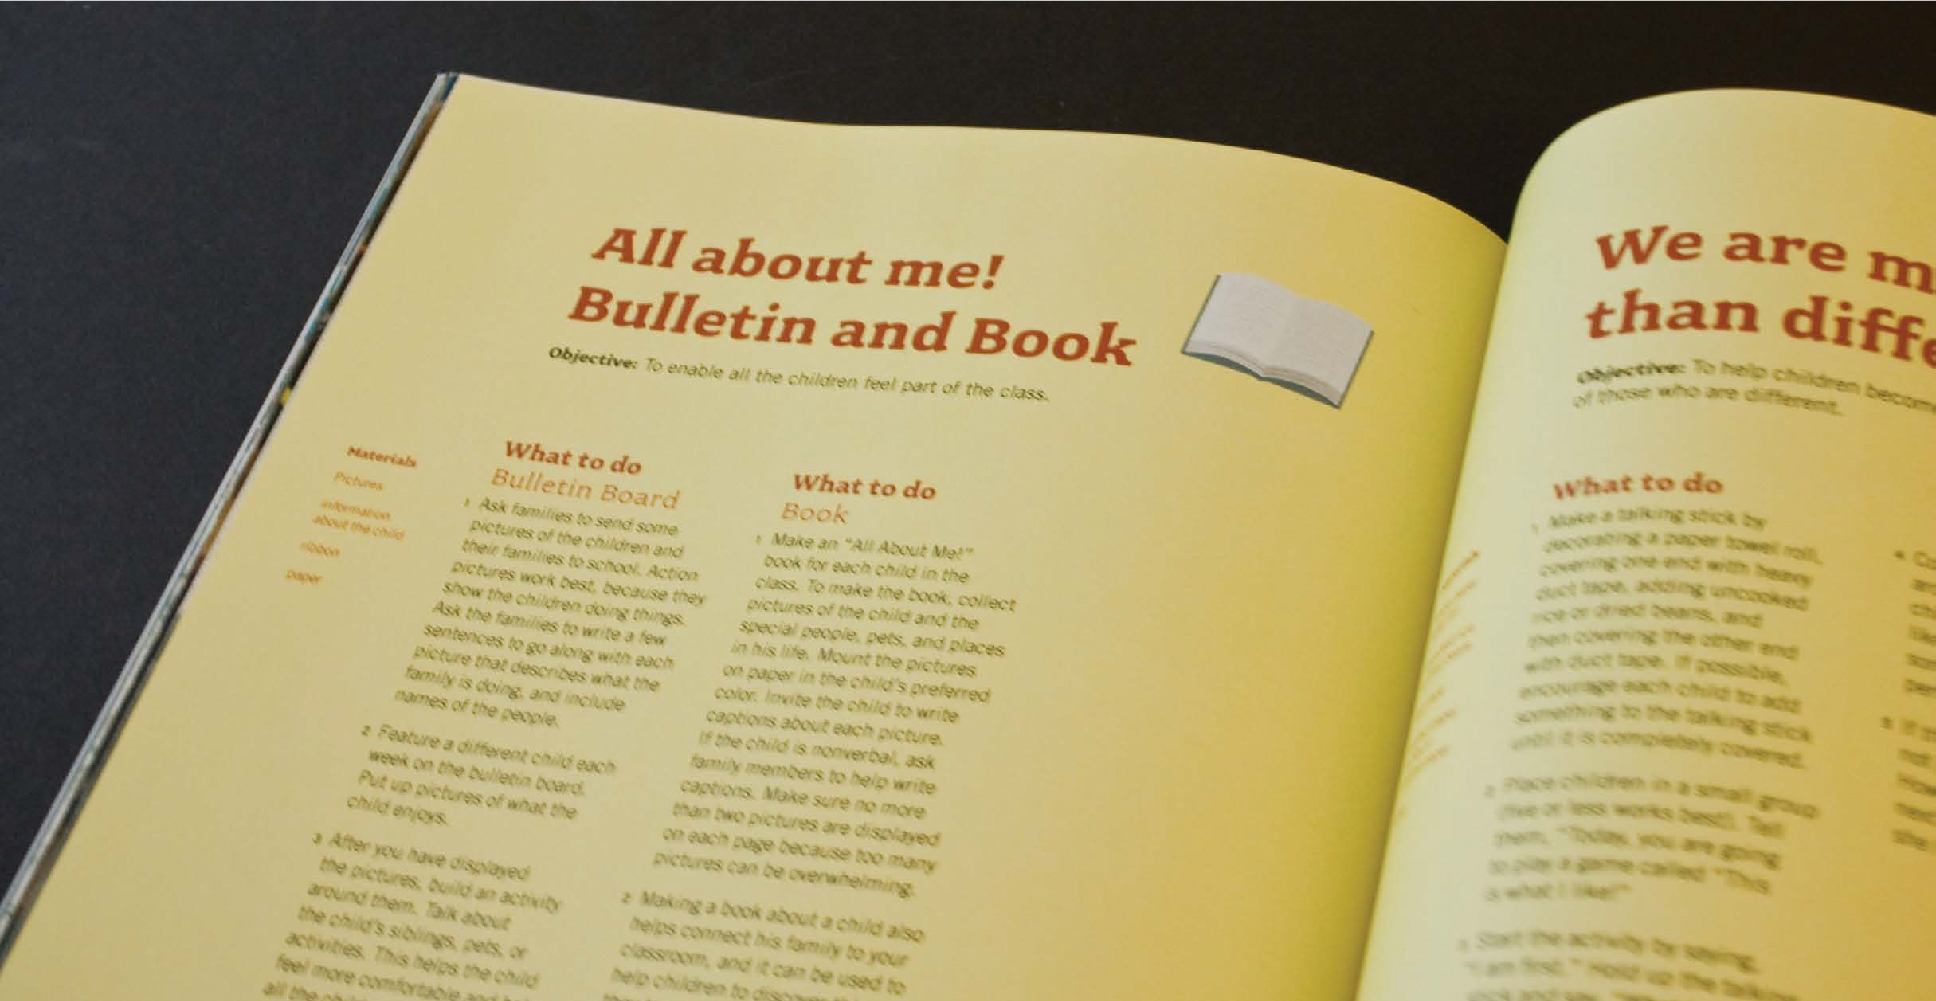 All about me!
Bulletin and Book
Objective: To enable all the children feel part of the class.
Materials
Pictures
information
about the child
ribbon
paper
What to do
Bulletin Board
1 Ask families to send some
pictures of the children and
their families to school. Action
pictures work best, because they
show the children doing things.
Ask the families to write a few
sentences to go along with each
picture that describes what the
family is doing, and include
names of the people.
2 Feature a different child each
week on the bulletin board.
Put up pictures of what the
child enjoys.
3 After you have displayed
the pictures, build an activity
around them. Talk about
the child's siblings, pets, or
activities. This helps the child
feel more comfortable and
all the
What to do
Book
1 Make an "All About Me!"
book for each child in the
class. To make the book, collect
pictures of the child and the
special people, pets, and places
in his life. Mount the pictures
on paper in the child's preferred
color. Invite the child to write
captions about each picture.
If the child is nonverbal, ask
family members to help write
captions. Make sure no more
than two pictures are displayed
on each page because too many
pictures can be overwhelming.
2 Making a book about a child also
helps connect his family to your
classroom, and it can be used to
help children to discover
We are m
than diffe
Objective: To help children become
of those who are different.
What to do
1 Make a talking stick by
decorating a paper towel roll,
covering one end with heavy
duct tape, adding uncooked
rice or dried beans, and
then covering the other end
with duct tape. If possible,
encourage each child to add
something to the talking stick
until it is completely covered.
2 Place children in a small group
(five or less works best). Tell
them, "Today, you are going
to play a game called "This
is what I like!"
3 Start the activity by saying,
"I am first." Hold up the talking
stick and say,